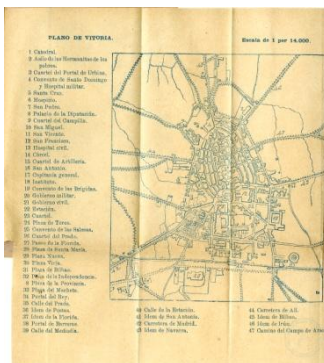 PLANO DE VITORIA.
Escala de 1 por 14.000.
1 Catedral.
2 Asilo de las Hermanitas de los
pobres.
3 Cuartel del Portal de Urbina.
4 Convento de Santo Domingo
y Hospital militar.
5 Santa Cruz.
6 Hospicio.
7 San Pedro.
8 Palacio de la Diputación.
9 Cuartel del Campillo.
10 San Miguel.
11 San Vicente.
12 San Francisco.
13 Hospital civil.
14 Cárcel.
15 Cuartel de Artillería.
16 San Antonio.
17 Capitanía general.
18 Instituto.
19 Convento de las Brígidas.
20 Gobierno militar.
21 Gobierno civil.
22 Estación.
23 Cuartel.
24 Plaza de Toros.
25 Convento de las Salesas.
26 Cuartel del Prado.
27 Paseo de la Florida.
28 Plaza de Santa María.
29 Plaza Nueva.
30 Plaza Vieja.
31 Plaza de Bilbao.
32 Plaza de la Independencia.
Plaza de la Provincia.
33 Plaza del Machete.
34 Portal del Rey.
35 Calle del Prado.
36 Idem de Postas.
37 Idem de la Florida.
38 Portal de Barreras.
39 Calle del Mediodía.
40 Calle de la Estación.
41 Idem de San Antonio.
42 Carretera de Madrid.
43 Idem de Navarra.
44 Carretera de Alí.
45 Idem de Bilbao.
46 Idem de Irún.
47 Camino del Campo de